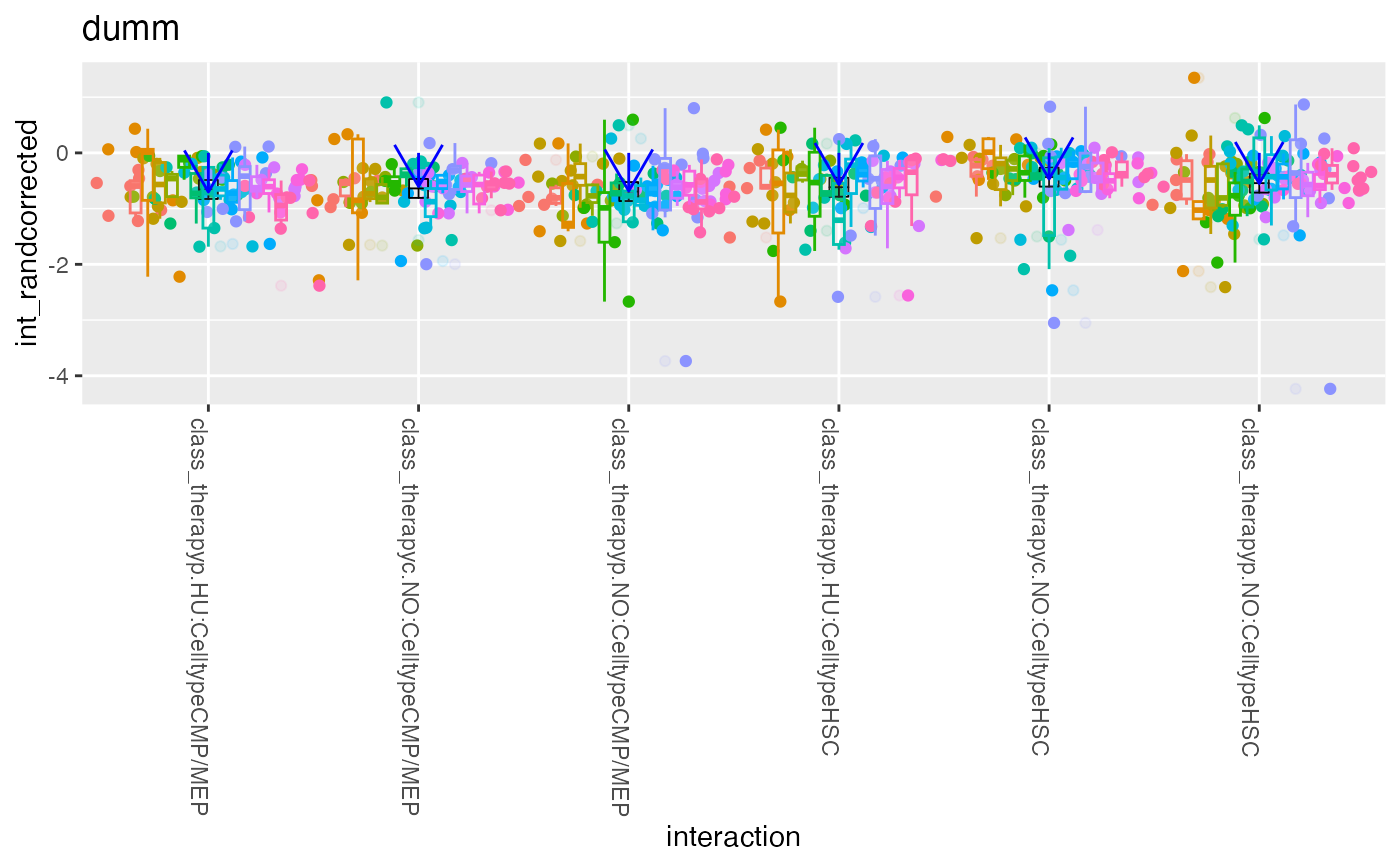 dumm
int_randcorrected
0
-2
-4
class_therapyp.HU:CelltypeCMP/MEP
class_therapyc.NO:CelltypeCMP/MEP
class_therapyp.NO:CelltypeCMP/MEP
class_therapyp.HU:CelltypeHSC
class_therapyc.NO:CelltypeHSC
class_therapyp.NO:CelltypeHSC
interaction